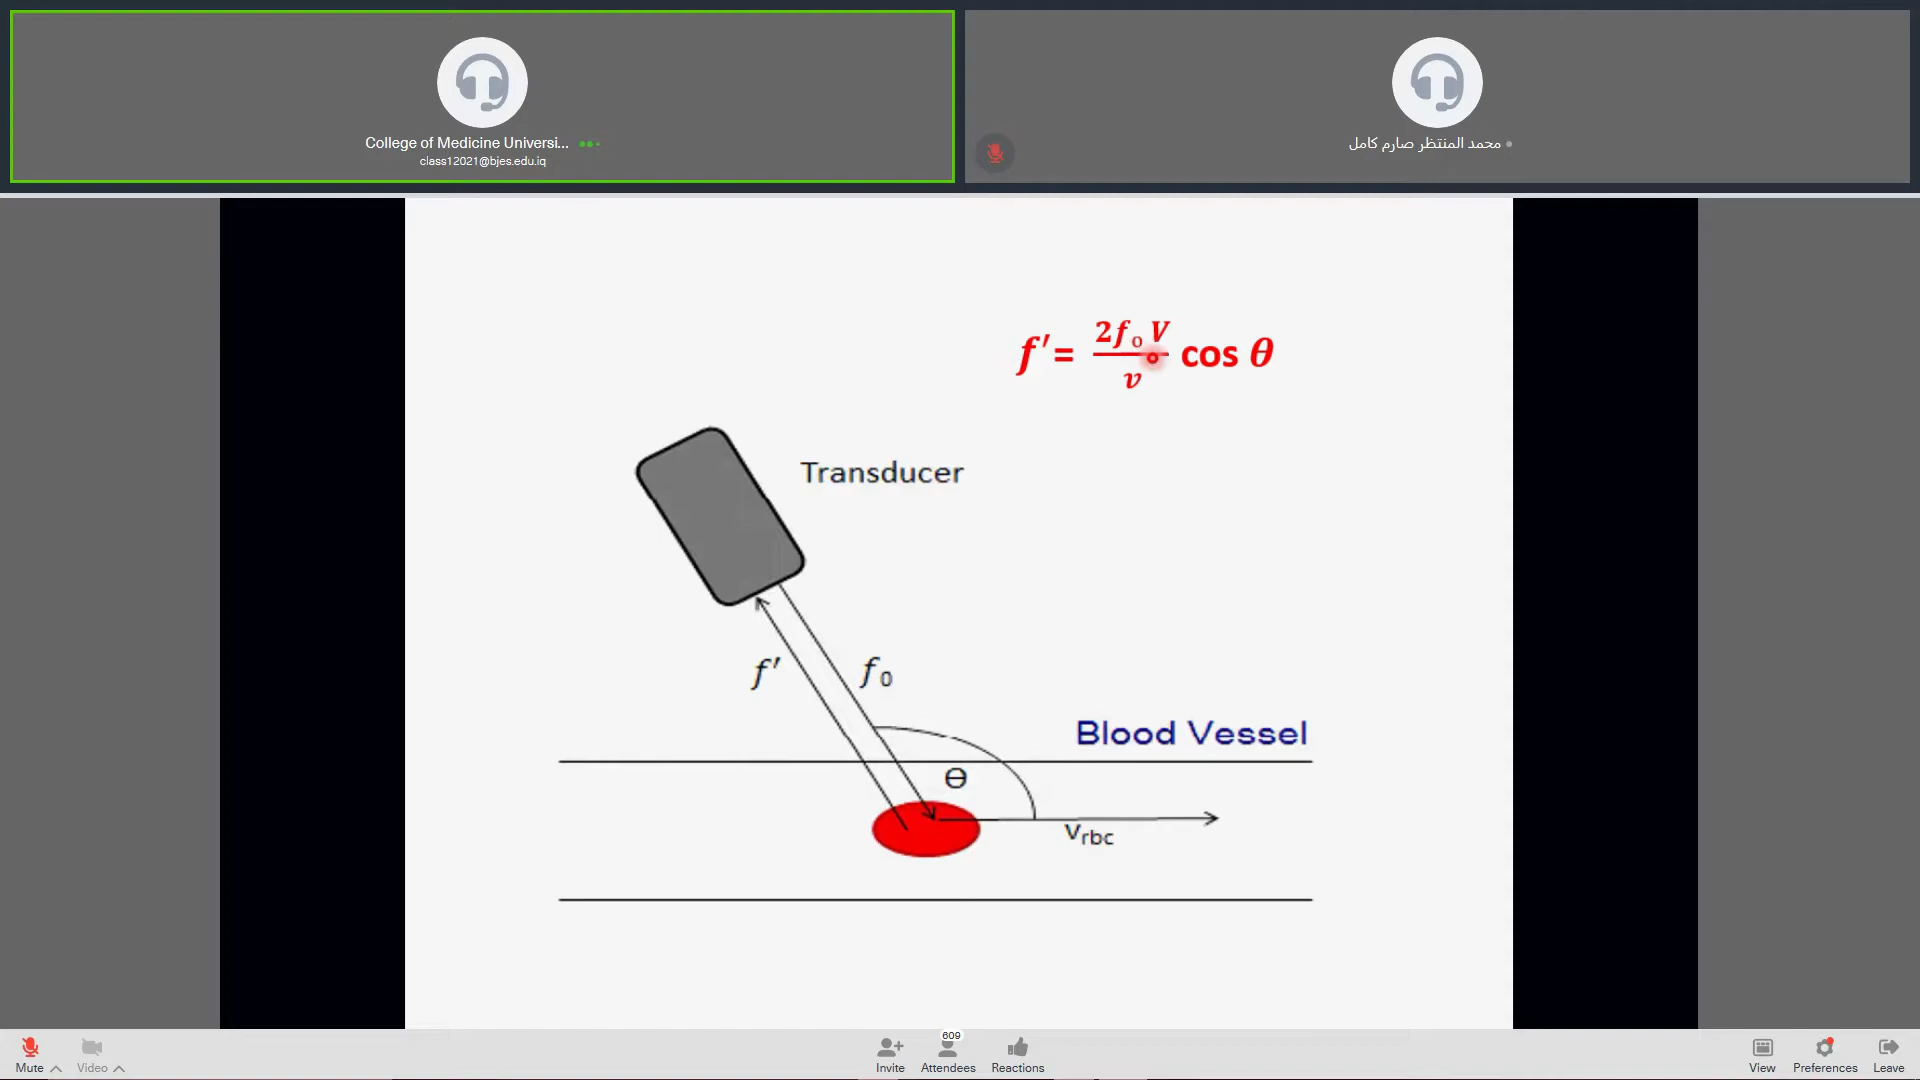 College of Medicine Universi...
class12021@bjes.edu.iq
محمد المنتظر صارم كامل
f′= 2f₀V / v cos θ
Transducer
f′
f₀
Blood Vessel
Θ
Vrbc
609
Mute
Video
Invite
Attendees
Reactions
View
Preferences
Leave